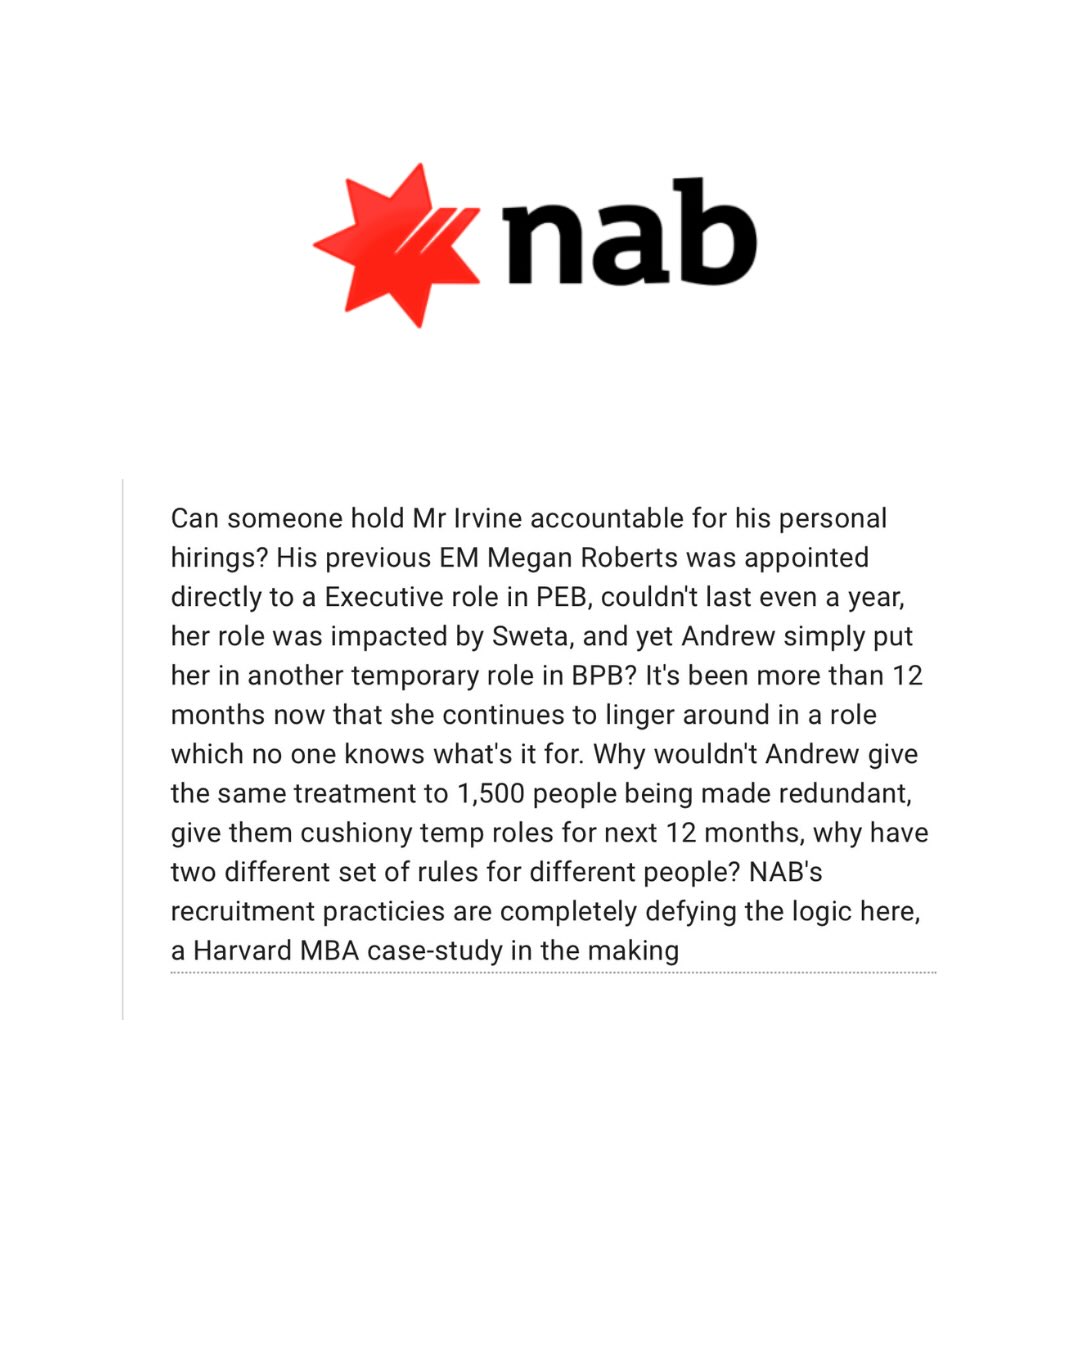 nab
Can someone hold Mr Irvine accountable for his personal
hirings? His previous EM Megan Roberts was appointed
directly to a Executive role in PEB, couldn't last even a year,
her role was impacted by Sweta, and yet Andrew simply put
her in another temporary role in BPB? It's been more than 12
months now that she continues to linger around in a role
which no one knows what's it for. Why wouldn't Andrew give
the same treatment to 1,500 people being made redundant,
give them cushiony temp roles for next 12 months, why have
two different set of rules for different people? NAB's
recruitment practicies are completely defying the logic here,
a Harvard MBA case-study in the making